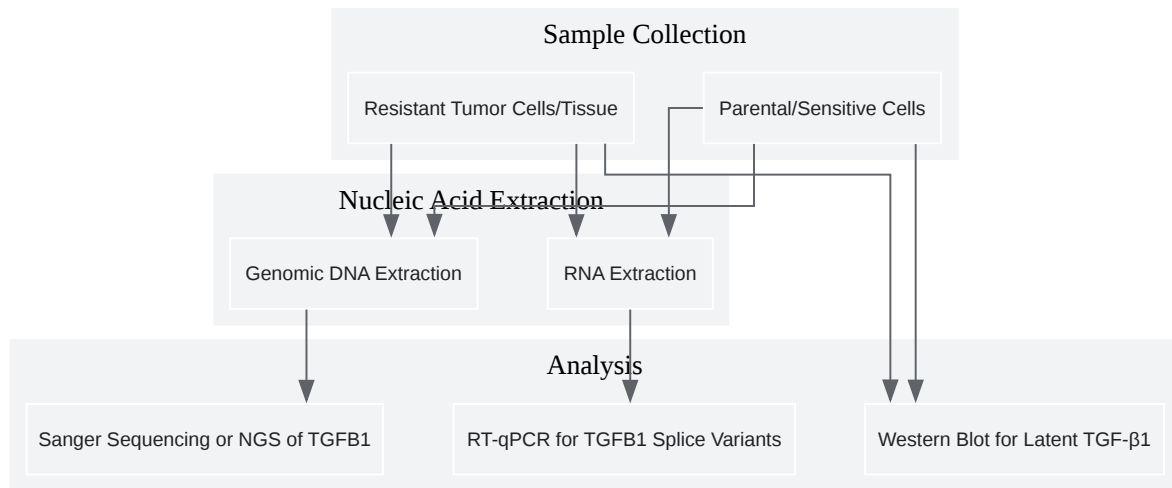 Sample Collection
Resistant Tumor Cells/Tissue
Parental/Sensitive Cells
Nucleic Acid Extraction
Genomic DNA Extraction
RNA Extraction
Analysis
Sanger Sequencing or NGS of TGFB1
RT-qPCR for TGFB1 Splice Variants
Western Blot for Latent TGF-β1